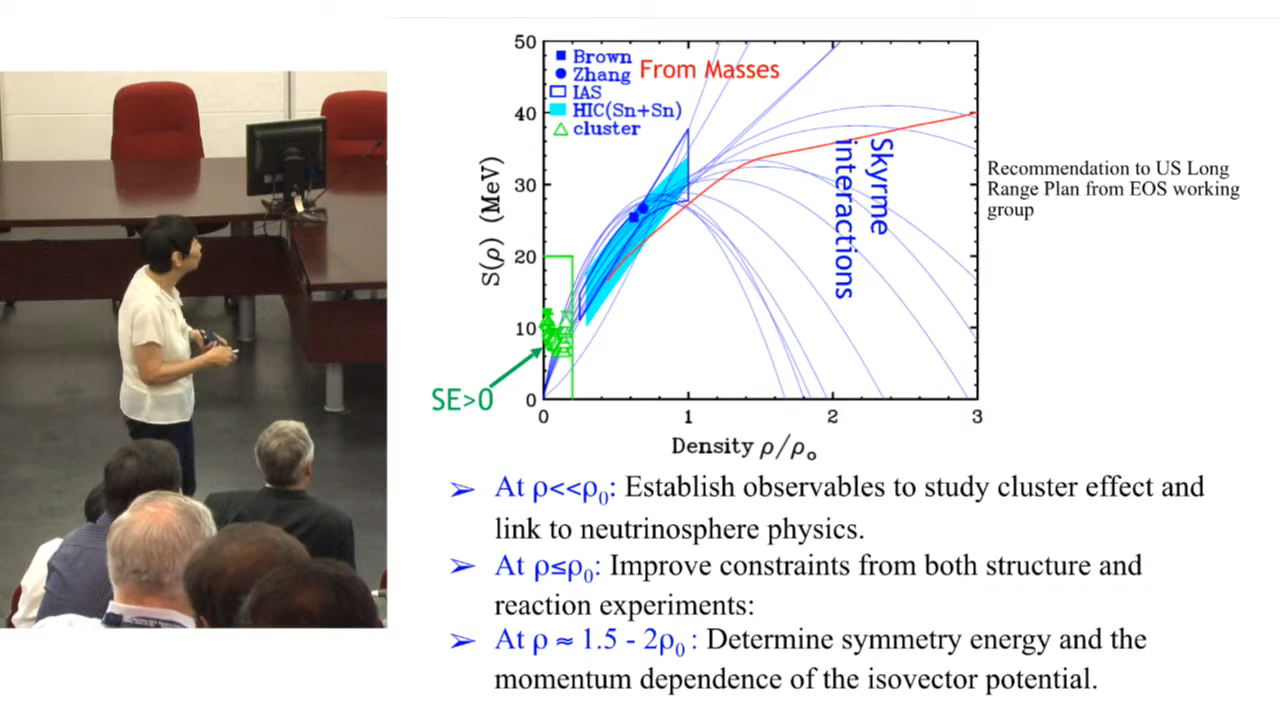 50
40
30
20
10
0
S(ρ) (MeV)
Brown
Zhang
From Masses
IAS
HIC(Sn+Sn)
cluster
Skyrme
interactions
Recommendation to US Long
Range Plan from EOS working
group
SE>0
0 1 2 3
Density ρ/ρ₀
➢ At ρ<<ρ₀: Establish observables to study cluster effect and
link to neutrinosphere physics.
➢ At ρ≤ρ₀: Improve constraints from both structure and
reaction experiments:
➢ At ρ ≈ 1.5 - 2ρ₀ : Determine symmetry energy and the
momentum dependence of the isovector potential.